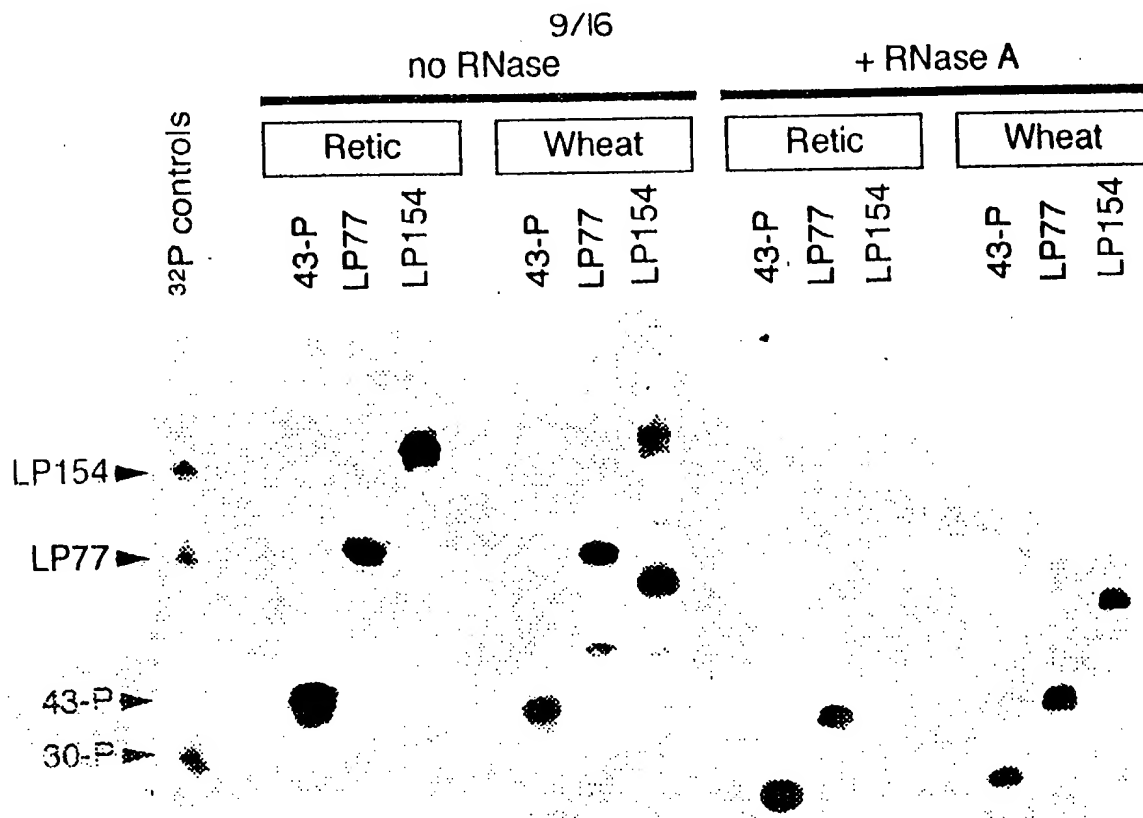 9/16
no RNase
+ RNase A
Retic
Wheat
Retic
Wheat
32P controls
43-P
LP77
LP154
43-P
LP77
LP154
43-P
LP77
LP154
43-P
LP77
LP154
LP154
LP77
43-P
30-P